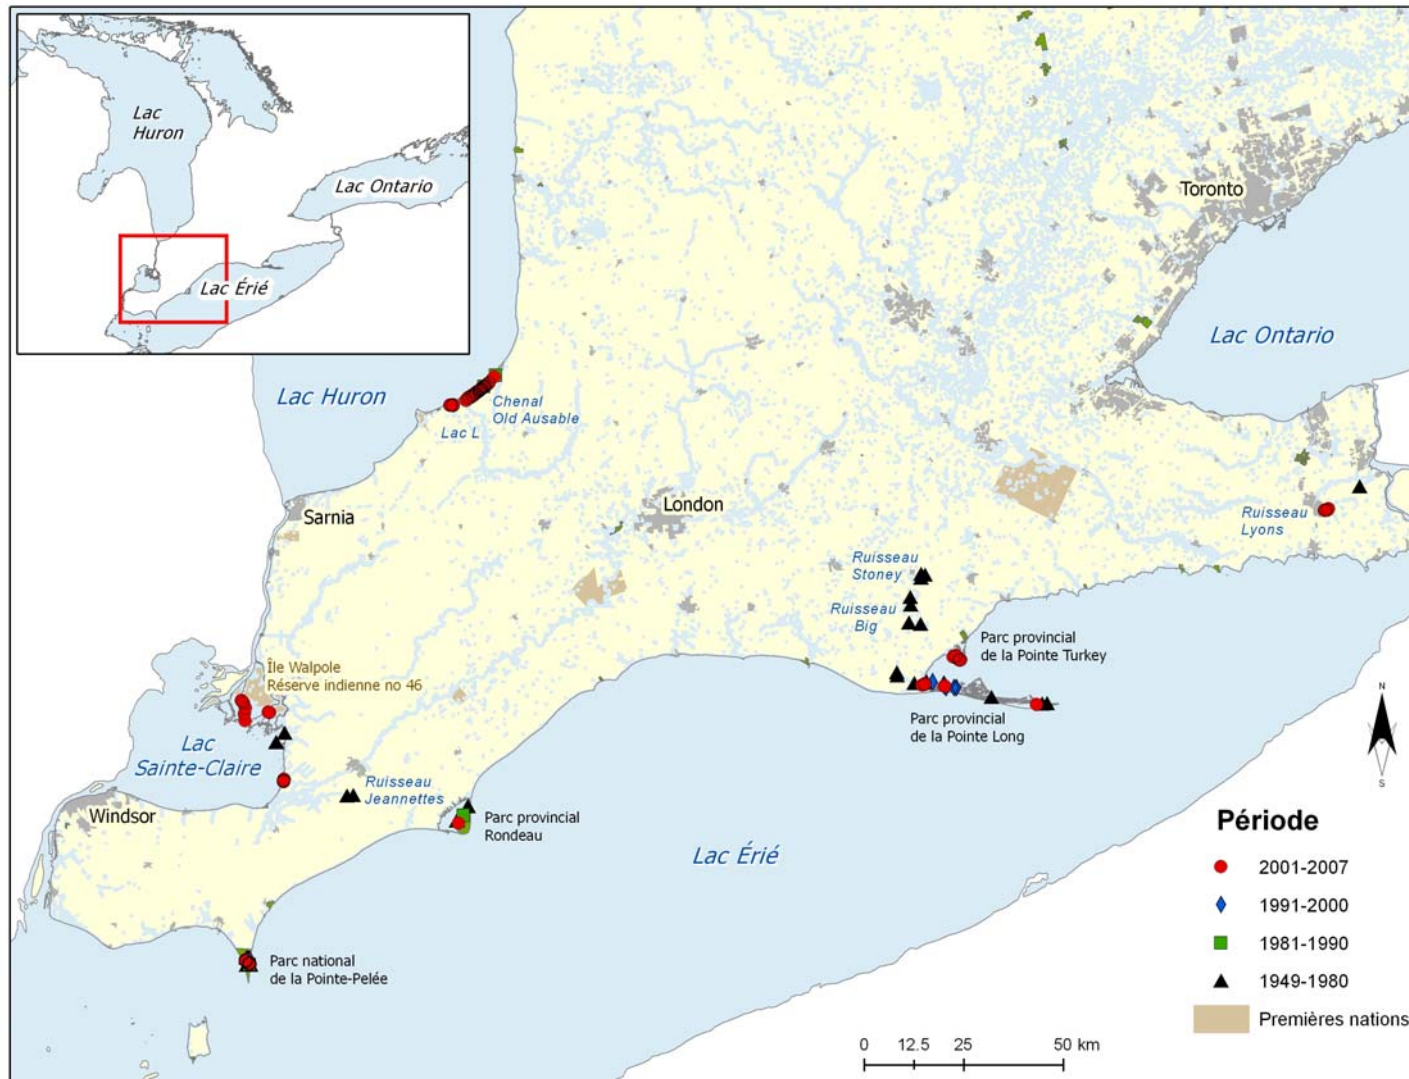 Lac
Huron
Lac Ontario
Lac Érié
Toronto
Lac Ontario
Lac Huron
Chenal
Old Ausable
Lac L
Sarnia
London
Ruisseau
Lyons
Ruisseau
Stoney
Ruisseau
Big
Parc provincial
de la Pointe Turkey
Île Walpole
Réserve indienne no 46
Parc provincial
de la Pointe Long
Lac
Sainte-Claire
Ruisseau
Jeannettes
Windsor
Parc provincial
Rondeau
Lac Érié
Parc national
de la Pointe-Pelée
N
S
Période
2001-2007
1991-2000
1981-1990
1949-1980
Premières nations
0 12.5 25 50 km